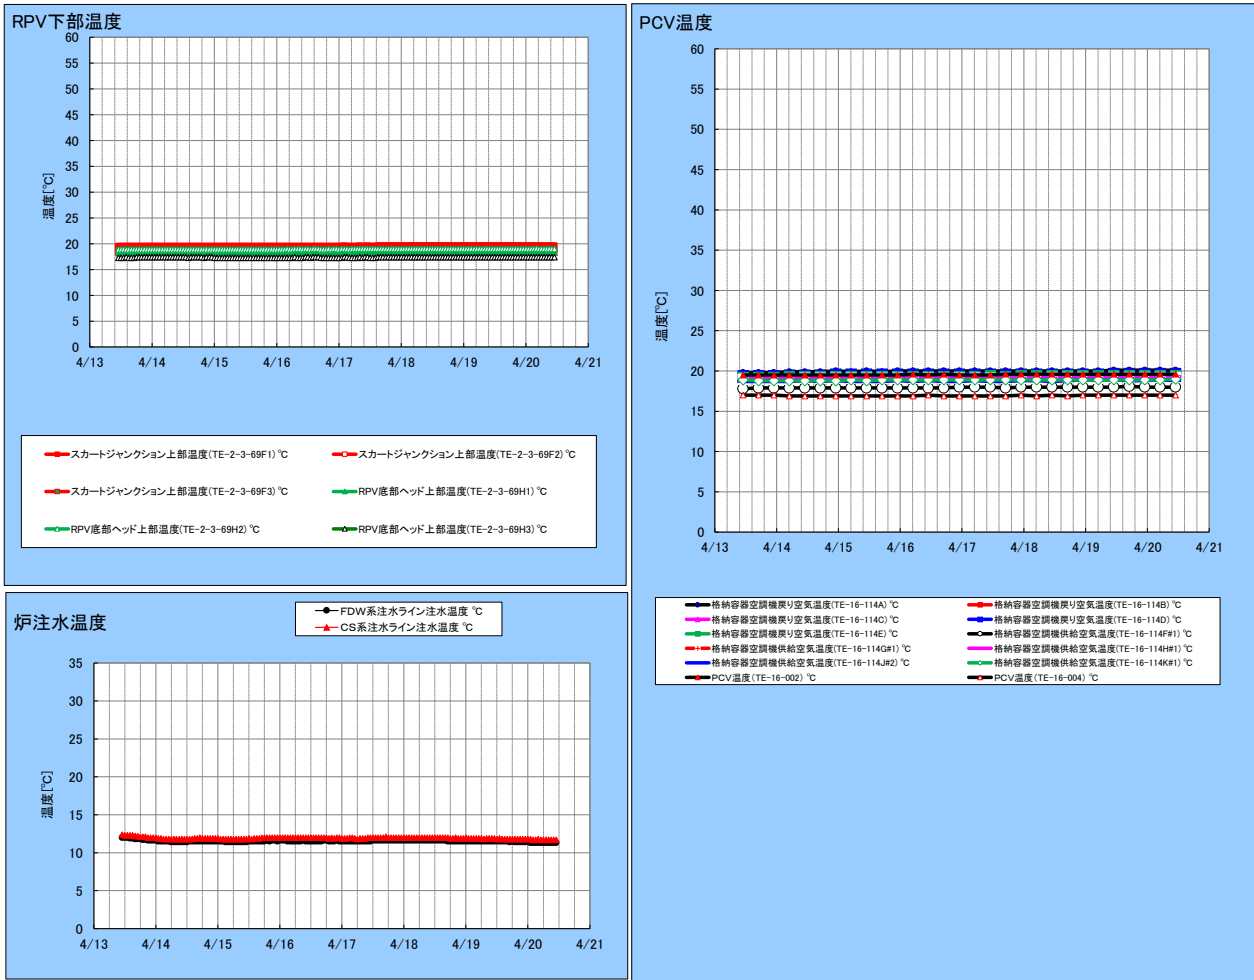 RPV下部温度
60
55
50
45
40
35
30
25
20
15
10
5
0
温度[℃]
4/13 4/14 4/15 4/16 4/17 4/18 4/19 4/20 4/21
スカートジャンクション上部温度(TE-2-3-69F1) ℃
スカートジャンクション上部温度(TE-2-3-69F2) ℃
スカートジャンクション上部温度(TE-2-3-69F3) ℃
RPV底部ヘッド上部温度(TE-2-3-69H1) ℃
RPV底部ヘッド上部温度(TE-2-3-69H2) ℃
RPV底部ヘッド上部温度(TE-2-3-69H3) ℃
炉注水温度
FDW系注水ライン注水温度 ℃
CS系注水ライン注水温度 ℃
35
30
25
20
15
10
5
0
温度[℃]
4/13 4/14 4/15 4/16 4/17 4/18 4/19 4/20 4/21
PCV温度
60
55
50
45
40
35
30
25
20
15
10
5
0
温度[℃]
4/13 4/14 4/15 4/16 4/17 4/18 4/19 4/20 4/21
格納容器空調機戻り空気温度(TE-16-114A) ℃
格納容器空調機戻り空気温度(TE-16-114B) ℃
格納容器空調機戻り空気温度(TE-16-114C) ℃
格納容器空調機戻り空気温度(TE-16-114D) ℃
格納容器空調機戻り空気温度(TE-16-114E) ℃
格納容器空調機供給空気温度(TE-16-114F#1) ℃
格納容器空調機供給空気温度(TE-16-114G#1) ℃
格納容器空調機供給空気温度(TE-16-114H#1) ℃
格納容器空調機供給空気温度(TE-16-114J#2) ℃
格納容器空調機供給空気温度(TE-16-114K#1) ℃
PCV温度(TE-16-002) ℃
PCV温度(TE-16-004) ℃